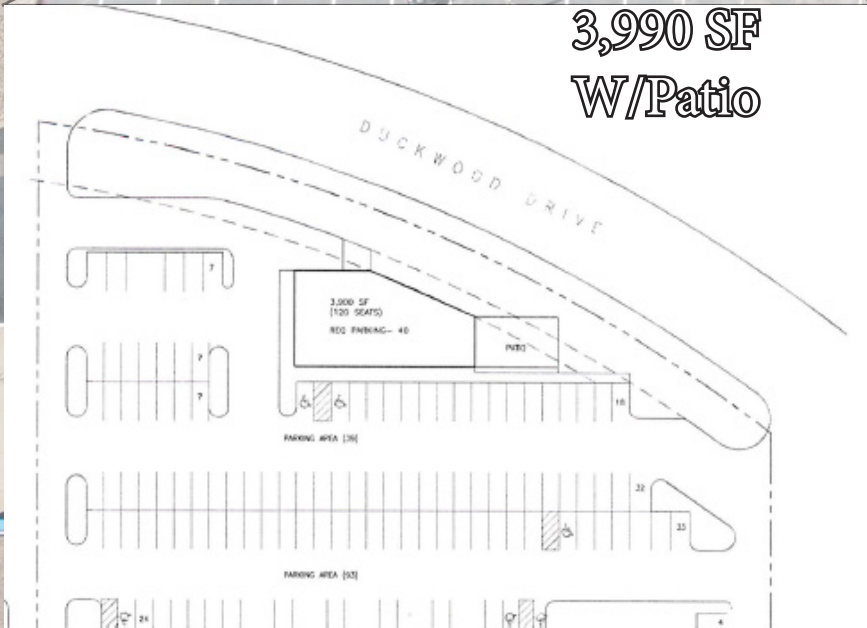 3,990 SF
W/Patio
DUCKWOOD DRIVE
7
3,900 SF
(120 SEATS)
REQ PARKING- 40
PATIO
7
7
18
PARKING AREA [39]
32
33
PARKING AREA [93]
24
4